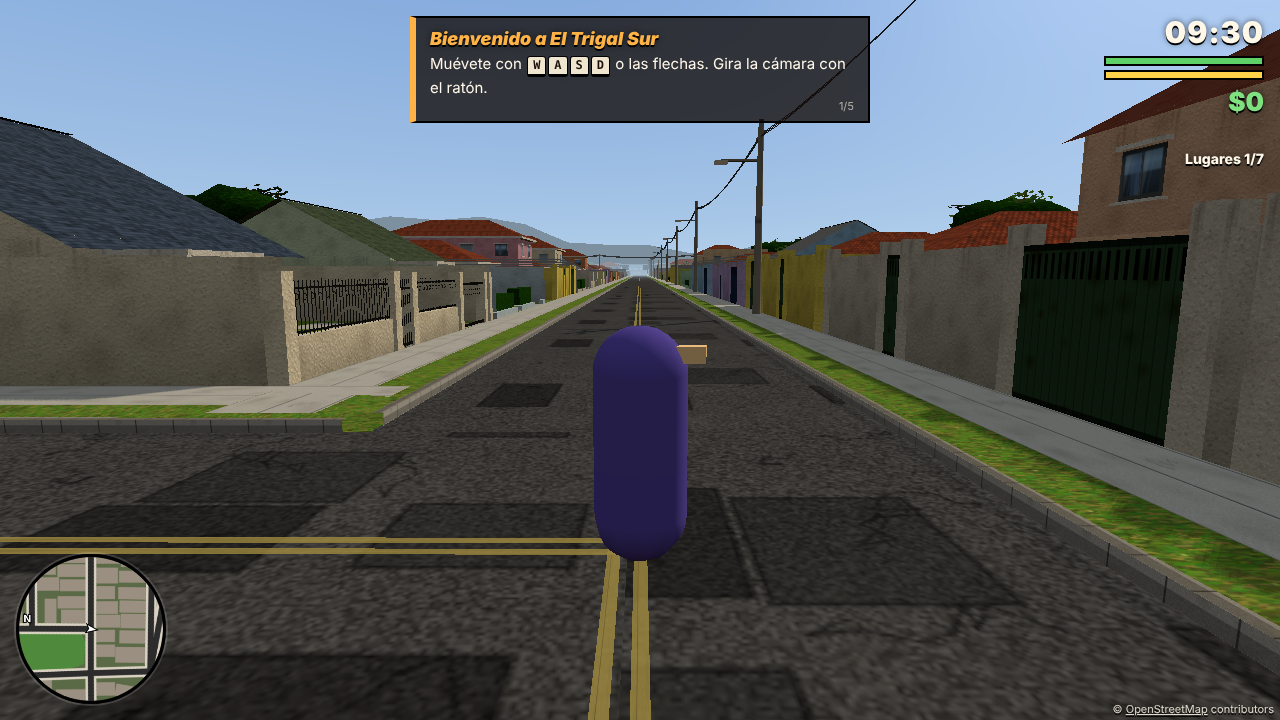 Bienvenido a El Trigal Sur
Muévete con W A S D o las flechas. Gira la cámara con
el ratón.
1/5
09:30
$0
Lugares 1/7
N
© OpenStreetMap contributors